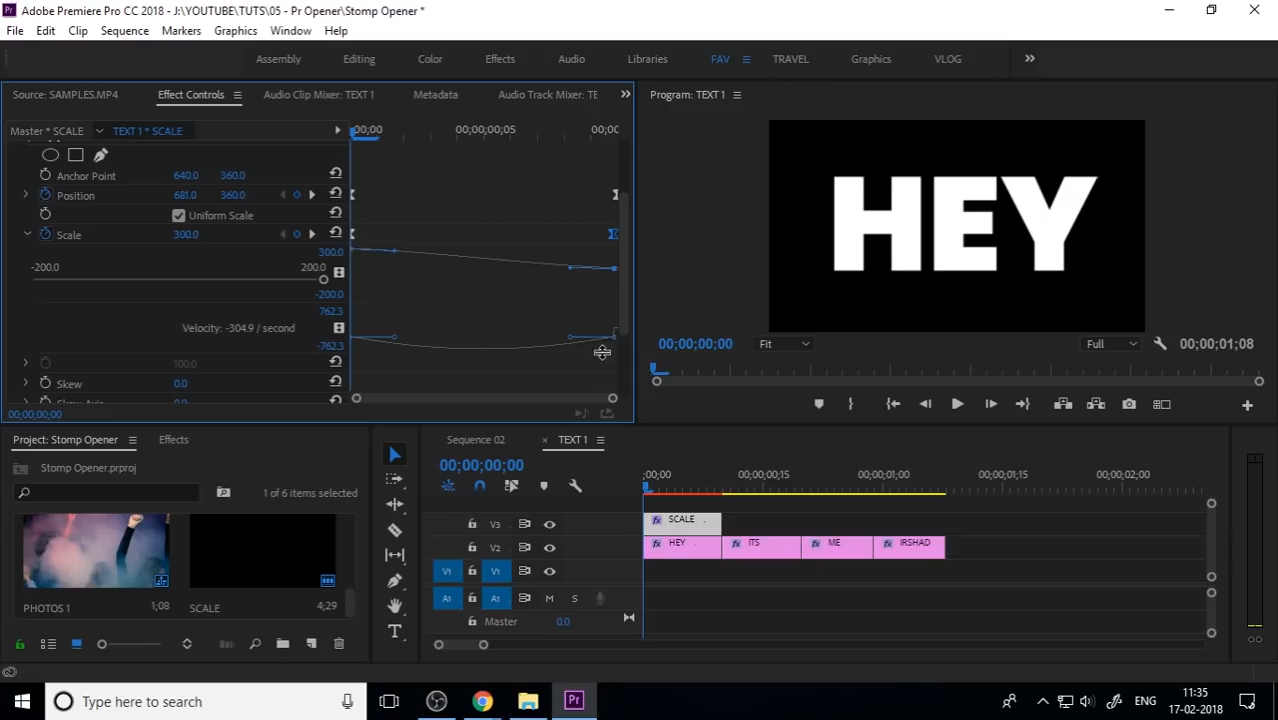 Adobe Premiere Pro CC 2018 - J:\YOUTUBE\TUTS\05 - Pr Opener\Stomp Opener *
File Edit Clip Sequence Markers Graphics Window Help
Assembly Editing Color Effects Audio Libraries FAV TRAVEL Graphics VLOG
Source: SAMPLES.MP4 Effect Controls Audio Clip Mixer: TEXT 1 Metadata Audio Track Mixer: TE
Program: TEXT 1
Master * SCALE TEXT 1 * SCALE
:00;00 00;00;00;05 00;0
Anchor Point 640.0 360.0
Position 681.0 360.0
Uniform Scale
Scale 300.0
300.0
-200.0 200.0
-200.0
762.3
Velocity: -304.9 / second
-762.3
100.0
Skew 0.0
00;00;00;00
HEY
00;00;00;00 Fit Full 00;00;01;08
Project: Stomp Opener Effects
Stomp Opener.prproj
1 of 6 items selected
PHOTOS 1 1;08
SCALE 4;29
Sequence 02 TEXT 1
00;00;00;00
;00;00 00;00;00;15 00;00;01;00 00;00;01;15 00;00;02;00
V3 SCALE
V2 HEY ITS ME IRSHAD
V1 V1
A1 A1 M S
Master 0.0
Type here to search
ENG
11:35
17-02-2018